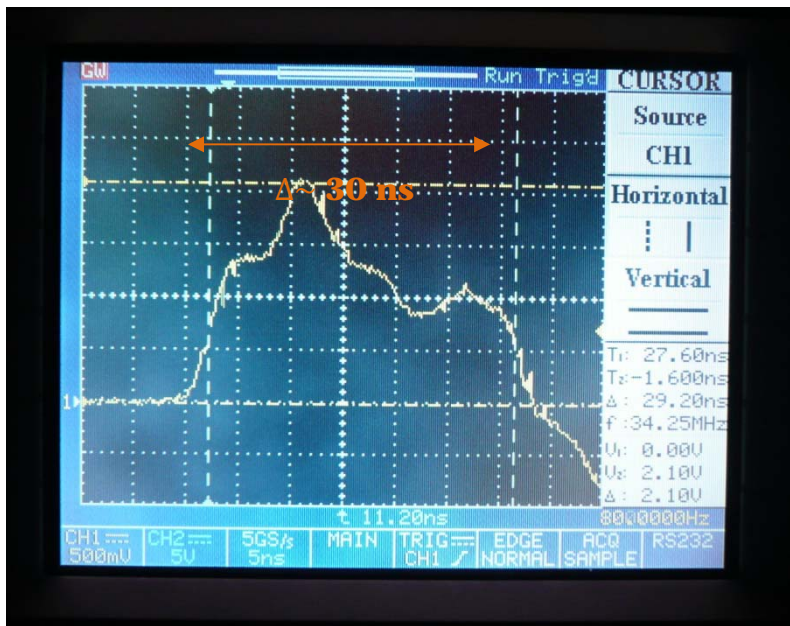 GW Run Trig'd CURSOR
Source
CH1
Δ~ 30 ns
Horizontal
Vertical
T₁: 27.60ns
T₂:-1.600ns
1
Δ: 29.20ns
f:34.25MHz
V₁: 0.00V
V₂: 2.10V
Δ: 2.10V
t 11.20ns
CH1 CH2 5GS/s MAIN TRIG EDGE ACQ RS232
500mV 5V 5ns CH1 NORMAL SAMPLE